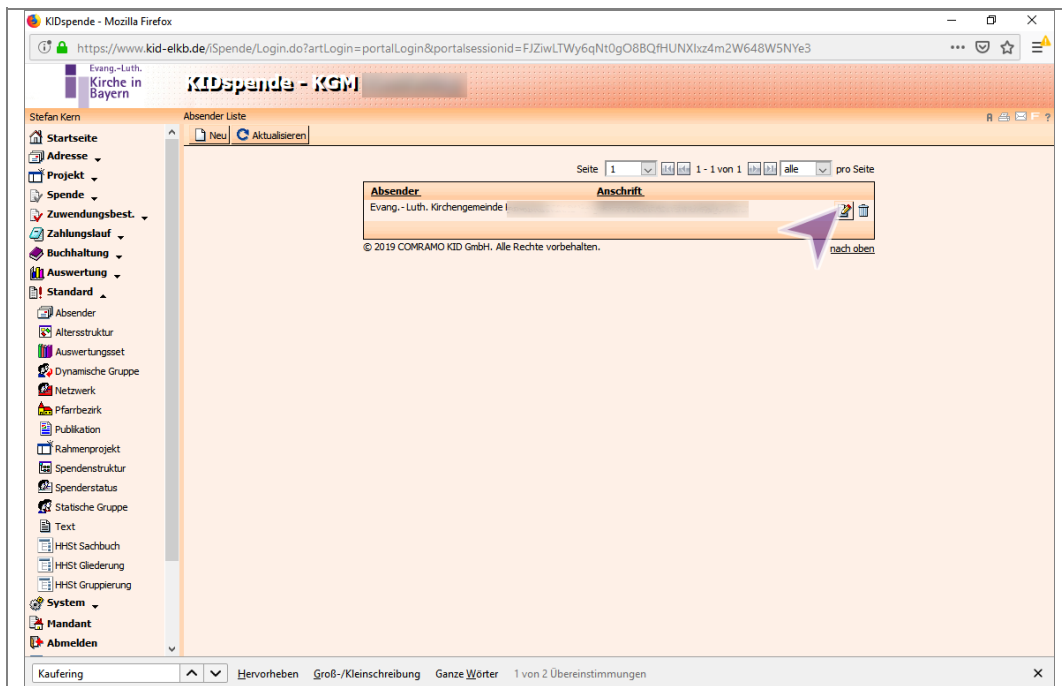 KIDspende - Mozilla Firefox
https://www.kid-elkb.de/iSpende/Login.do?artLogin=portalLogin&portalsessionid=FJZiwLTWy6qNt0gO8BQfHUNXIxz4m2W648W5NYe3
Evang.-Luth.
Kirche in
Bayern
KIDspende - KGM
Stefan Kern
Absender Liste
A
F ?
Neu Aktualisieren
Startseite
Adresse
Projekt
Spende
Zuwendungsbest.
Zahlungslauf
Buchhaltung
Auswertung
Standard
Absender
Altersstruktur
Auswertungsset
Dynamische Gruppe
Netzwerk
Pfarrbezirk
Publikation
Rahmenprojekt
Spendenstruktur
Spenderstatus
Statische Gruppe
Text
HHSt Sachbuch
HHSt Gliederung
HHSt Gruppierung
System
Mandant
Abmelden
Seite 1 1 - 1 von 1 alle pro Seite
Absender Anschrift
Evang.- Luth. Kirchengemeinde
© 2019 COMRAMO KID GmbH. Alle Rechte vorbehalten.
nach oben
Kaufering Hervorheben Groß-/Kleinschreibung Ganze Wörter 1 von 2 Übereinstimmungen